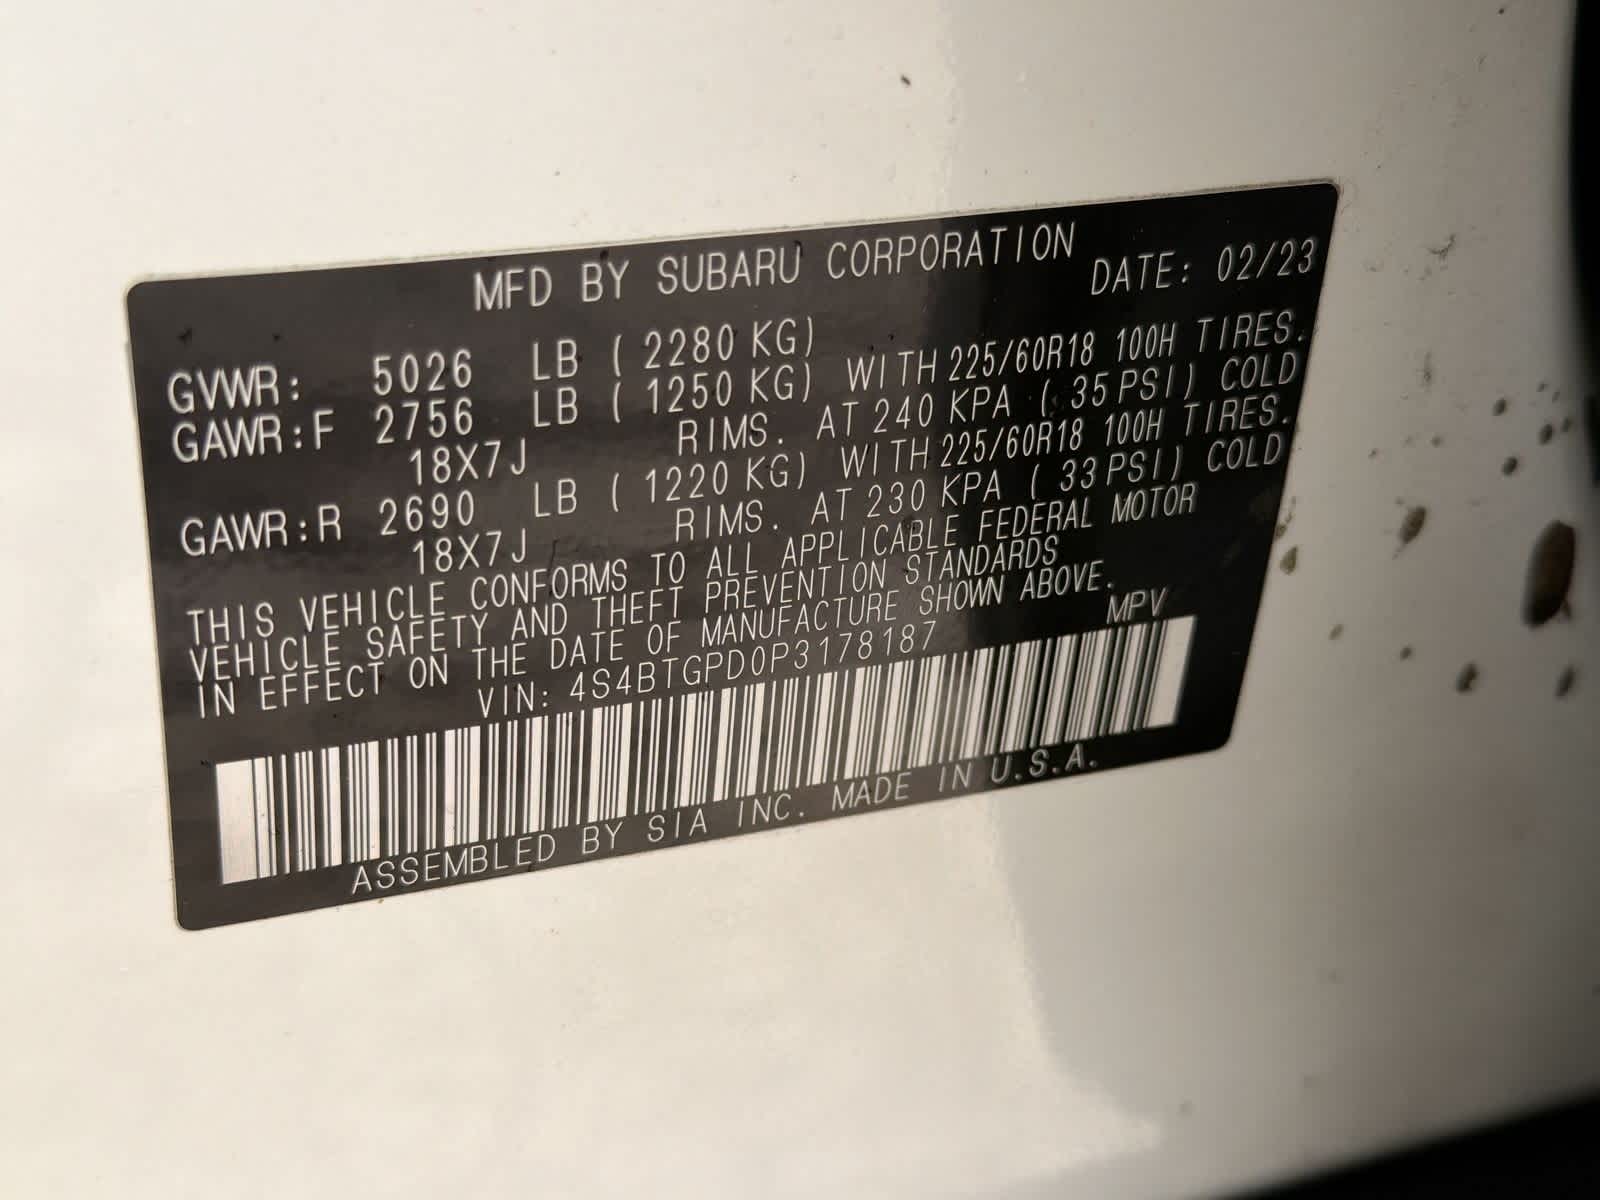 MFD BY SUBARU CORPORATION DATE: 02/23
GVWR: 5026 LB ( 2280 KG)
GAWR:F 2756 LB ( 1250 KG) WITH 225/60R18 100H TIRES.
18X7J RIMS. AT 240 KPA ( 35 PSI) COLD
GAWR:R 2690 LB ( 1220 KG) WITH 225/60R18 100H TIRES.
18X7J RIMS. AT 230 KPA ( 33 PSI) COLD
THIS VEHICLE CONFORMS TO ALL APPLICABLE FEDERAL MOTOR
VEHICLE SAFETY AND THEFT PREVENTION STANDARDS
IN EFFECT ON THE DATE OF MANUFACTURE SHOWN ABOVE.
VIN: 4S4BTGPD0P3178187 MPV
ASSEMBLED BY SIA INC. MADE IN U.S.A.